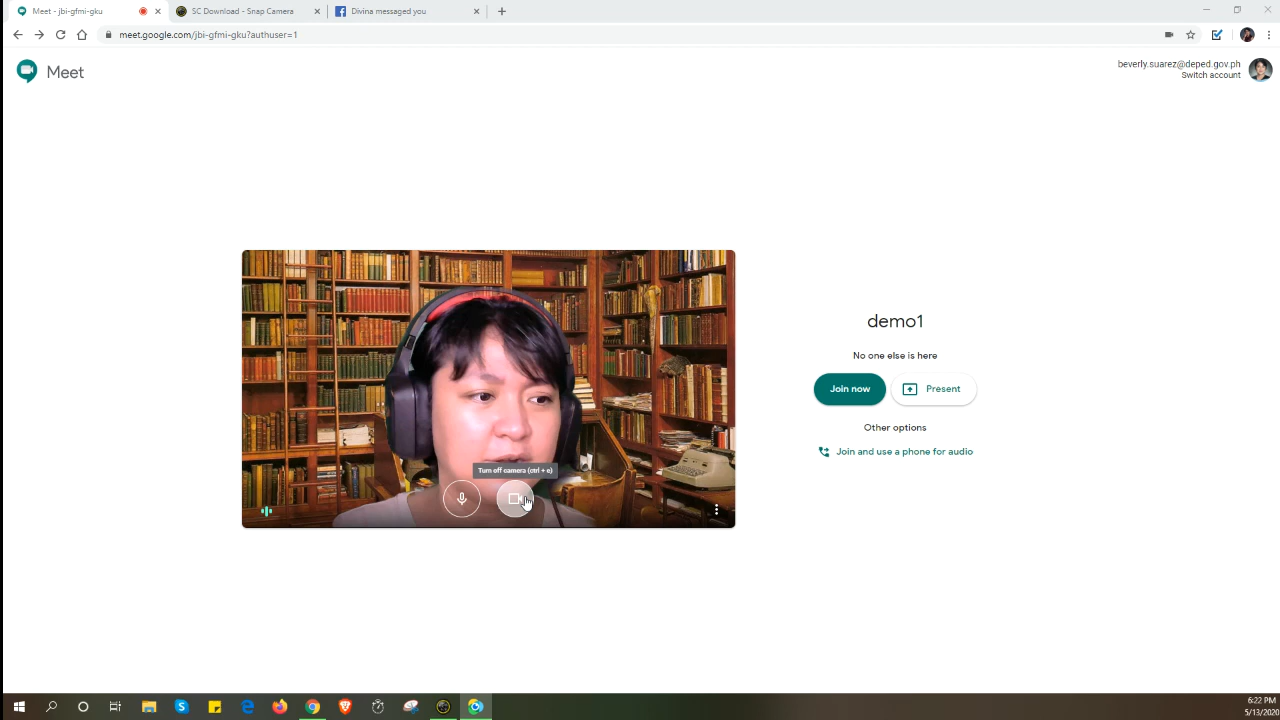 Meet - jbi-gfmi-gku
SC Download - Snap Camera
Divina messaged you
meet.google.com/jbi-gfmi-gku?authuser=1
Meet
beverly.suarez@deped.gov.ph
Switch account
demo1
No one else is here
Join now
Present
Other options
Join and use a phone for audio
Turn off camera (ctrl + e)
6:22 PM
5/13/2020